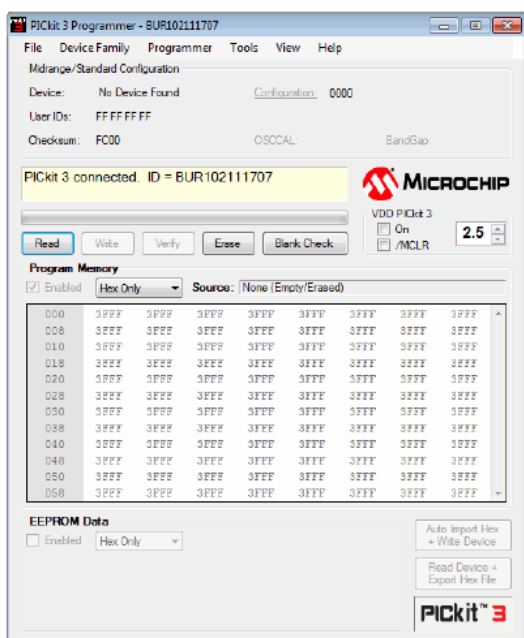 PICkit 3 Programmer - BUR102111707
File Device Family Programmer Tools View Help
Midrange/Standard Configuration
Device: No Device Found Configuration: 0000
User IDs: FF FF FF FF
Checksum: FC00 OSCCAL: BandGap:
PICkit 3 connected. ID = BUR102111707
MICROCHIP
VDD PICkit 3
On
/MCLR
2.5
Read Write Verify Erase Blank Check
Program Memory
Enabled Hex Only Source: None (Empty/Erased)
000 3FFF 3FFF 3FFF 3FFF 3FFF 3FFF 3FFF 3FFF
008 3FFF 3FFF 3FFF 3FFF 3FFF 3FFF 3FFF 3FFF
010 3FFF 3FFF 3FFF 3FFF 3FFF 3FFF 3FFF 3FFF
018 3FFF 3FFF 3FFF 3FFF 3FFF 3FFF 3FFF 3FFF
020 3FFF 3FFF 3FFF 3FFF 3FFF 3FFF 3FFF 3FFF
028 3FFF 3FFF 3FFF 3FFF 3FFF 3FFF 3FFF 3FFF
030 3FFF 3FFF 3FFF 3FFF 3FFF 3FFF 3FFF 3FFF
038 3FFF 3FFF 3FFF 3FFF 3FFF 3FFF 3FFF 3FFF
040 3FFF 3FFF 3FFF 3FFF 3FFF 3FFF 3FFF 3FFF
048 3FFF 3FFF 3FFF 3FFF 3FFF 3FFF 3FFF 3FFF
050 3FFF 3FFF 3FFF 3FFF 3FFF 3FFF 3FFF 3FFF
058 3FFF 3FFF 3FFF 3FFF 3FFF 3FFF 3FFF 3FFF
EEPROM Data
Enabled Hex Only
Auto Import Hex
+ Write Device
Read Device +
Export Hex File
PICkit™ 3